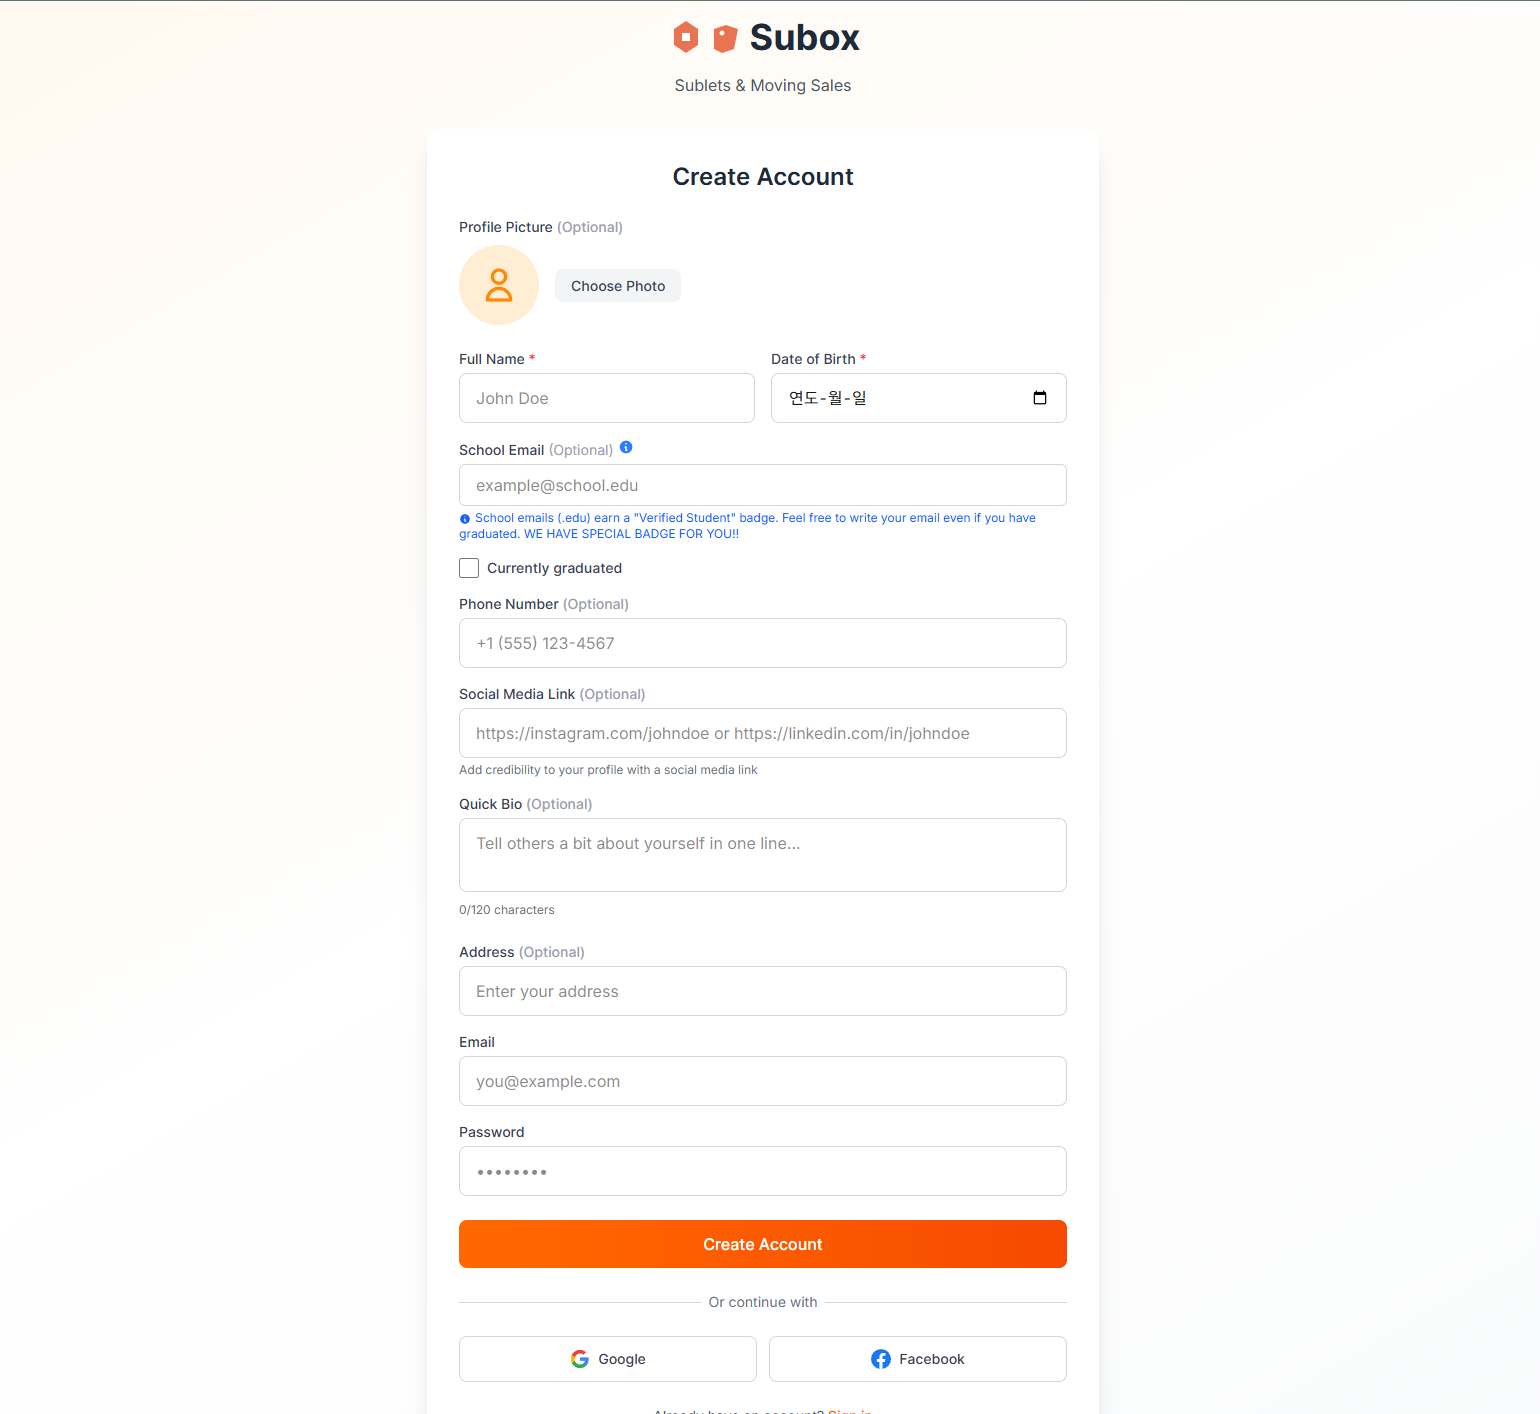 Subox
Sublets & Moving Sales
Create Account
Profile Picture (Optional)
Choose Photo
Full Name *
Date of Birth *
John Doe
연도-월-일
School Email (Optional)
example@school.edu
School emails (.edu) earn a "Verified Student" badge. Feel free to write your email even if you have
graduated. WE HAVE SPECIAL BADGE FOR YOU!!
Currently graduated
Phone Number (Optional)
+1 (555) 123-4567
Social Media Link (Optional)
https://instagram.com/johndoe or https://linkedin.com/in/johndoe
Add credibility to your profile with a social media link
Quick Bio (Optional)
Tell others a bit about yourself in one line...
0/120 characters
Address (Optional)
Enter your address
Email
you@example.com
Password
••••••••
Create Account
Or continue with
Google
Facebook
Already have an account? Sign in